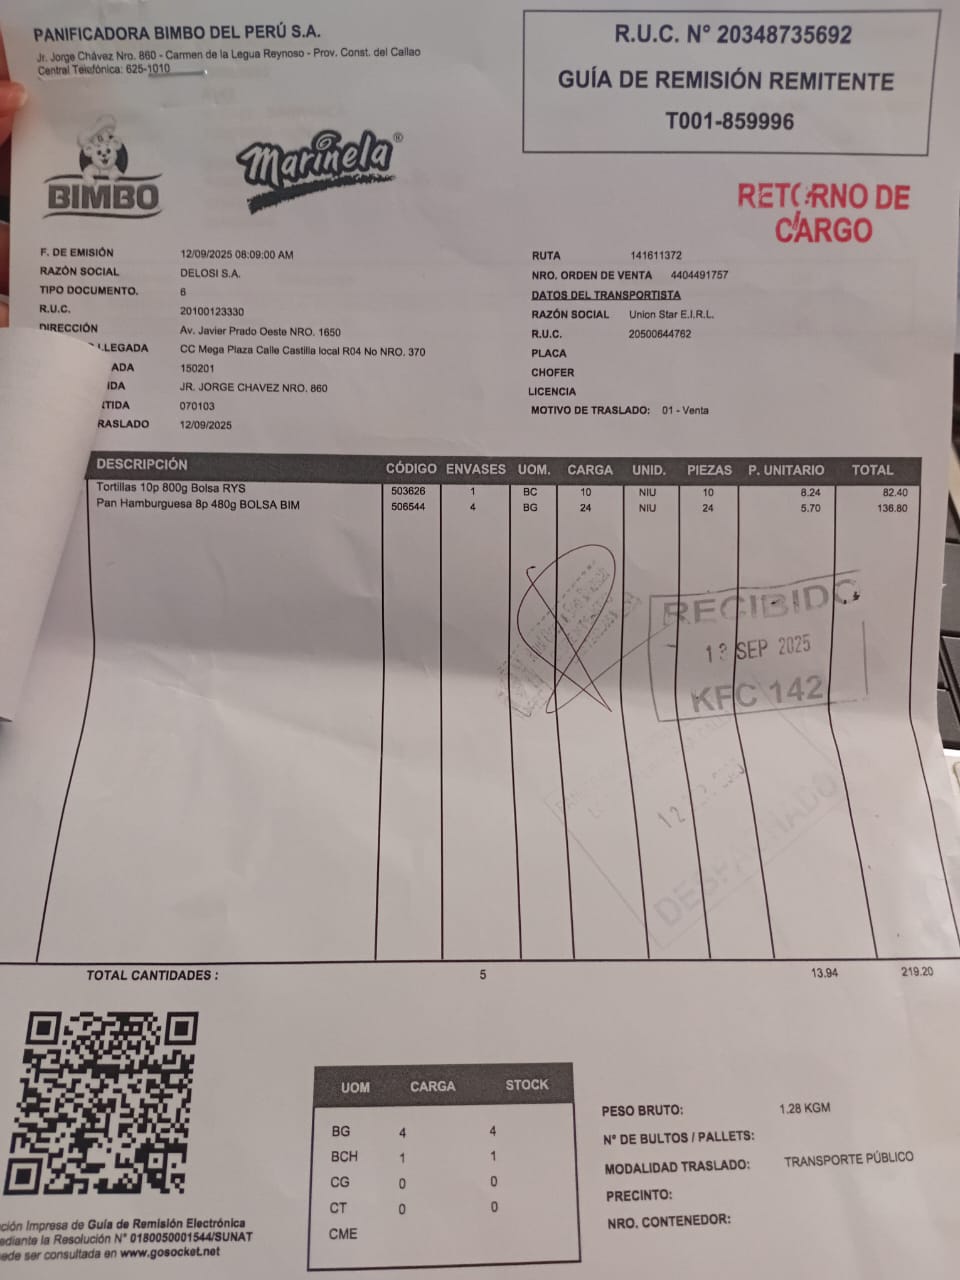 PANIFICADORA BIMBO DEL PERÚ S.A.
Jr. Jorge Chávez Nro. 860 - Carmen de la Legua Reynoso - Prov. Const. del Callao
Central Telefónica: 625-1010
R.U.C. N° 20348735692
GUÍA DE REMISIÓN REMITENTE
T001-859996
BIMBO
Marinela®
RETORNO DE
CARGO
F. DE EMISIÓN 12/09/2025 08:09:00 AM
RAZÓN SOCIAL DELOSI S.A.
TIPO DOCUMENTO. 6
R.U.C. 20100123330
DIRECCIÓN Av. Javier Prado Oeste NRO. 1650
LLEGADA CC Mega Plaza Calle Castilla local R04 No NRO. 370
ADA 150201
IDA JR. JORGE CHAVEZ NRO. 860
TIDA 070103
RASLADO 12/09/2025
RUTA 141611372
NRO. ORDEN DE VENTA 4404491757
DATOS DEL TRANSPORTISTA
RAZÓN SOCIAL Union Star E.I.R.L.
R.U.C. 20500644762
PLACA
CHOFER
LICENCIA
MOTIVO DE TRASLADO: 01 - Venta
DESCRIPCIÓN CÓDIGO ENVASES UOM. CARGA UNID. PIEZAS P. UNITARIO TOTAL
Tortillas 10p 800g Bolsa RYS 503626 1 BC 10 NIU 10 8.24 82.40
Pan Hamburguesa 8p 480g BOLSA BIM 506544 4 BG 24 NIU 24 5.70 136.80
RECIBIDO
SEP 2025
KFC 142
12
DESPACHADO
TOTAL CANTIDADES : 5 13.94 219.20
UOM CARGA STOCK
BG 4 4
BCH 1 1
CG 0 0
CT 0 0
CME
PESO BRUTO: 1.28 KGM
N° DE BULTOS / PALLETS:
MODALIDAD TRASLADO: TRANSPORTE PÚBLICO
PRECINTO:
NRO. CONTENEDOR:
ción Impresa de Guía de Remisión Electrónica
ediante la Resolución N° 0180050001544/SUNAT
ede ser consultada en www.gosocket.net